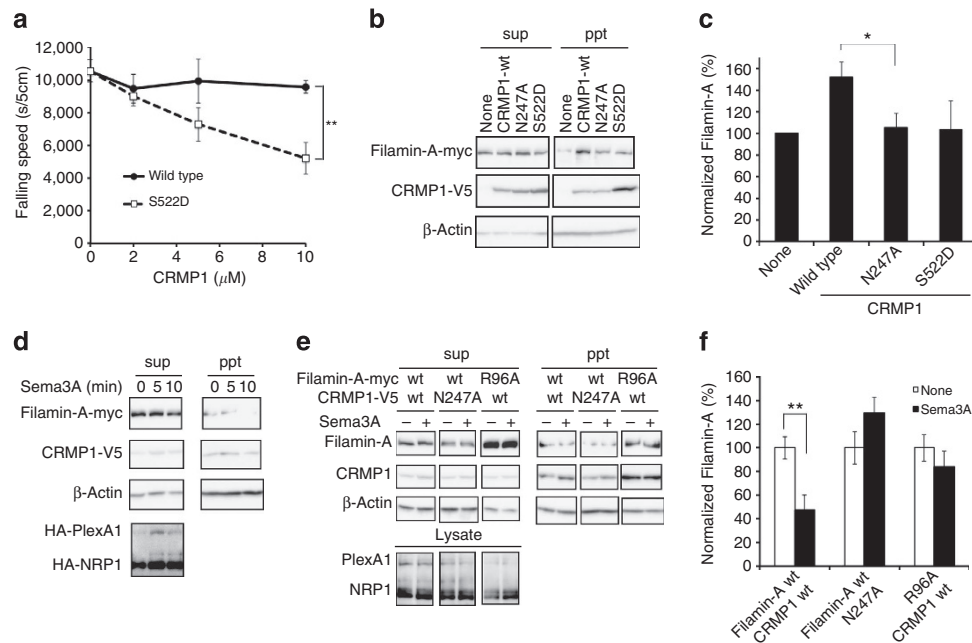 a
12,000
10,000
8,000
6,000
4,000
2,000
0
Falling speed (s/5cm)
**
Wild type
S522D
0 2 4 6 8 10
CRMP1 (μM)
b
sup ppt
None CRMP1-wt N247A S522D None CRMP1-wt N247A S522D
Filamin-A-myc
CRMP1-V5
β-Actin
c
Normalized Filamin-A (%)
160
140
120
100
80
60
40
20
0
*
None Wild type N247A S522D
CRMP1
d
sup ppt
Sema3A (min) 0 5 10 0 5 10
Filamin-A-myc
CRMP1-V5
β-Actin
HA-PlexA1
HA-NRP1
e
sup ppt
Filamin-A-myc wt wt R96A wt wt R96A
CRMP1-V5 wt N247A wt wt N247A wt
Sema3A – + – + – + – + – + – +
Filamin-A
CRMP1
β-Actin
Lysate
PlexA1
NRP1
f
Normalized Filamin-A (%)
160
140
120
100
80
60
40
20
0
None
Sema3A
**
Filamin-A wt
CRMP1 wt
Filamin-A wt
N247A
R96A
CRMP1 wt